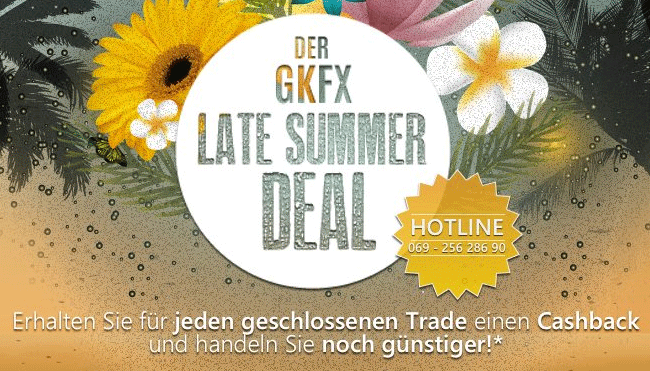 DER
GKFX
LATE SUMMER
DEAL
HOTLINE
069 - 256 286 90
Erhalten Sie für jeden geschlossenen Trade einen Cashback
und handeln Sie noch günstiger!*